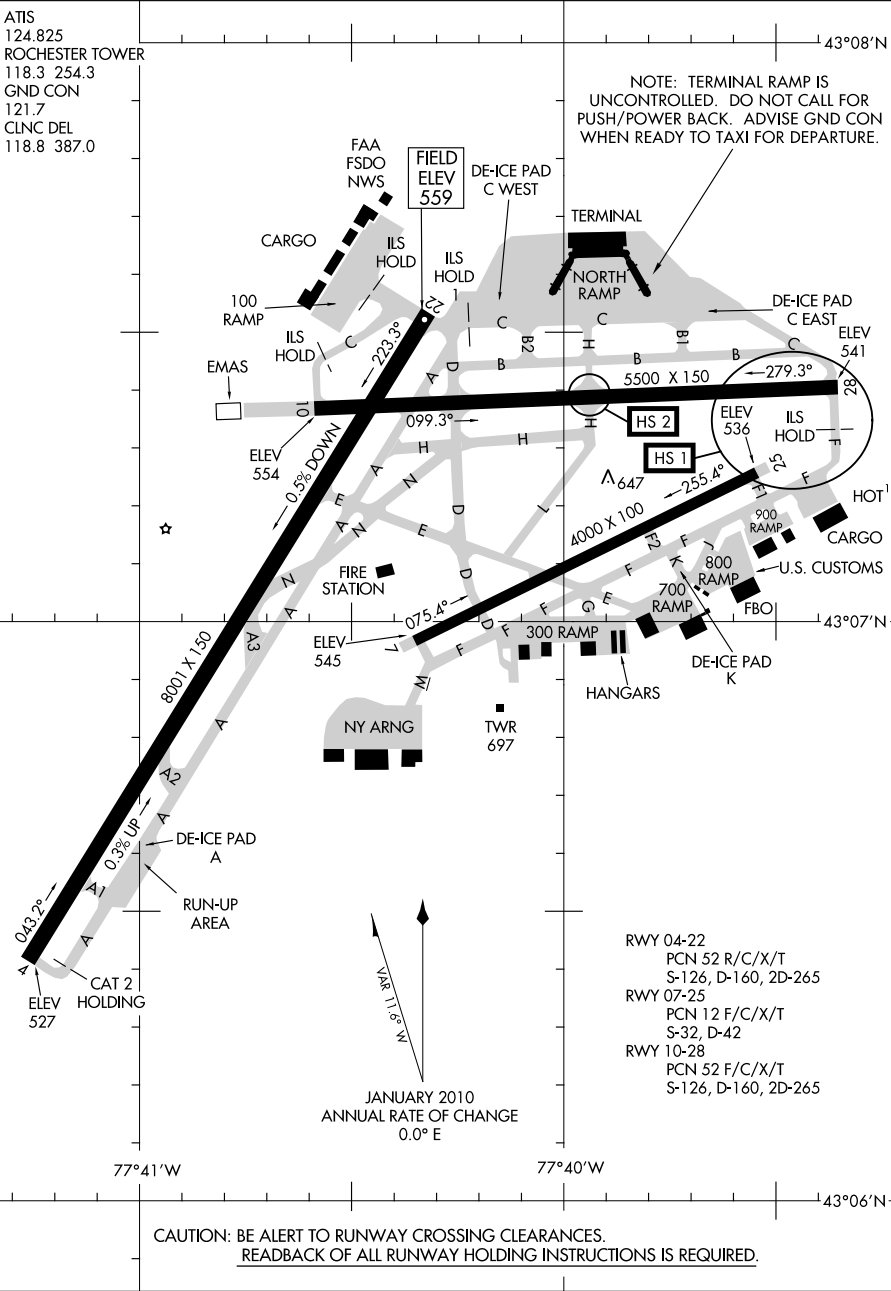 ATIS
124.825
ROCHESTER TOWER
118.3 254.3
GND CON
121.7
CLNC DEL
118.8 387.0
43°08'N
NOTE: TERMINAL RAMP IS
UNCONTROLLED. DO NOT CALL FOR
PUSH/POWER BACK. ADVISE GND CON
WHEN READY TO TAXI FOR DEPARTURE.
FAA
FSDO
NWS
FIELD
ELEV
559
DE-ICE PAD
C WEST
TERMINAL
CARGO
ILS
HOLD
ILS
HOLD
NORTH
RAMP
100
RAMP
22
DE-ICE PAD
C EAST
ILS
HOLD
C
C
C
C
B2
H
B1
ELEV
541
223.3°
A
D
B
B
B
EMAS
279.3°
5500 X 150
28
10
099.3°
HS 2
ELEV
536
ILS
HOLD
F
ELEV
554
H
H
H
HS 1
25
0.5% DOWN
A
N
647
255.4°
F1
F
HOT1
E
A
N
E
D
I
4000 X 100
900
RAMP
CARGO
F2
F
J
800
RAMP
U.S. CUSTOMS
FIRE
STATION
N
A
D
F
K
700
RAMP
FBO
43°07'N
075.4°
D
F
F
G
E
ELEV
545
7
F
300 RAMP
DE-ICE PAD
K
A3
8001 X 150
W
HANGARS
A
NY ARNG
TWR
697
A2
A
0.3% UP
DE-ICE PAD
A
A1
RUN-UP
AREA
043.2°
A
4
CAT 2
HOLDING
ELEV
527
VAR 11.6° W
RWY 04-22
PCN 52 R/C/X/T
S-126, D-160, 2D-265
RWY 07-25
PCN 12 F/C/X/T
S-32, D-42
RWY 10-28
PCN 52 F/C/X/T
S-126, D-160, 2D-265
JANUARY 2010
ANNUAL RATE OF CHANGE
0.0° E
77°41'W
77°40'W
43°06'N
CAUTION: BE ALERT TO RUNWAY CROSSING CLEARANCES.
READBACK OF ALL RUNWAY HOLDING INSTRUCTIONS IS REQUIRED.